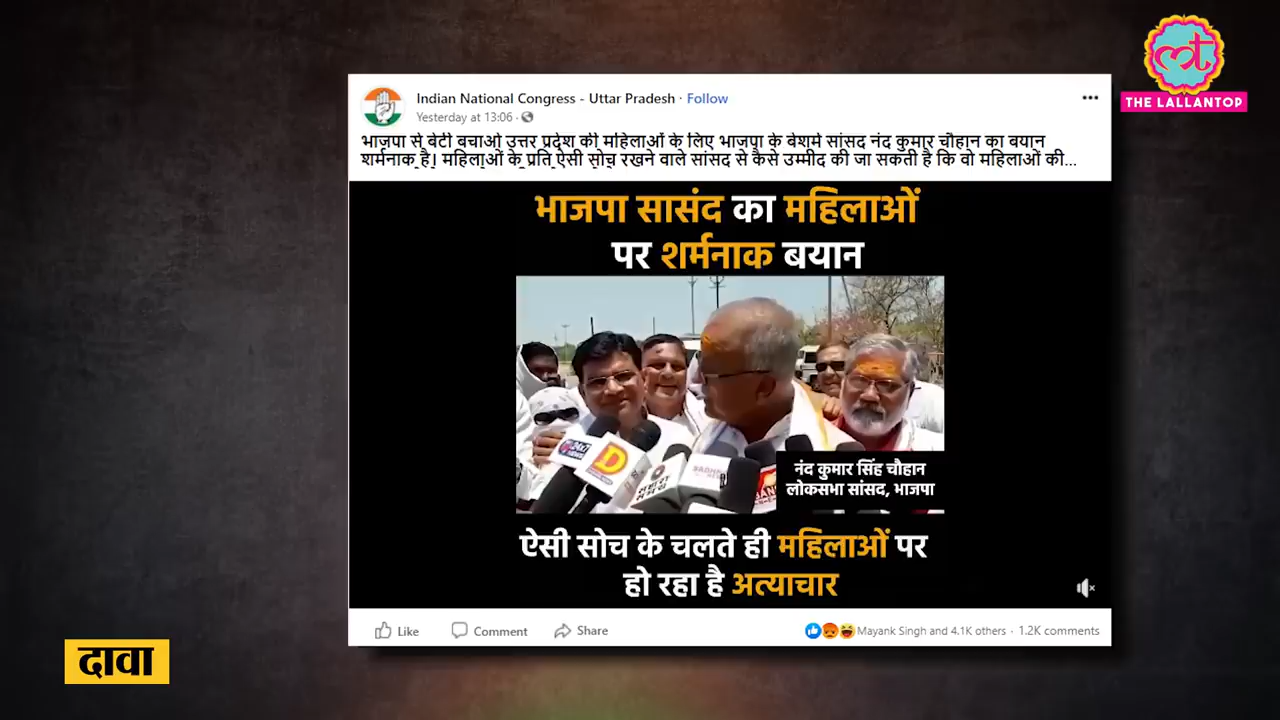 THE LALLANTOP
Indian National Congress - Uttar Pradesh · Follow
Yesterday at 13:06 ·
भाजपा से बेटी बचाओ उत्तर प्रदेश की महिलाओं के लिए भाजपा के बेशर्म सांसद नंद कुमार चौहान का बयान
शर्मनाक है। महिलाओं के प्रति ऐसी सोच रखने वाले सांसद से कैसे उम्मीद की जा सकती है कि वो महिलाओं की...
भाजपा सासंद का महिलाओं
पर शर्मनाक बयान
D
नंद कुमार सिंह चौहान
लोकसभा सांसद, भाजपा
ऐसी सोच के चलते ही महिलाओं पर
हो रहा है अत्याचार
Like Comment Share Mayank Singh and 4.1K others · 1.2K comments
दावा